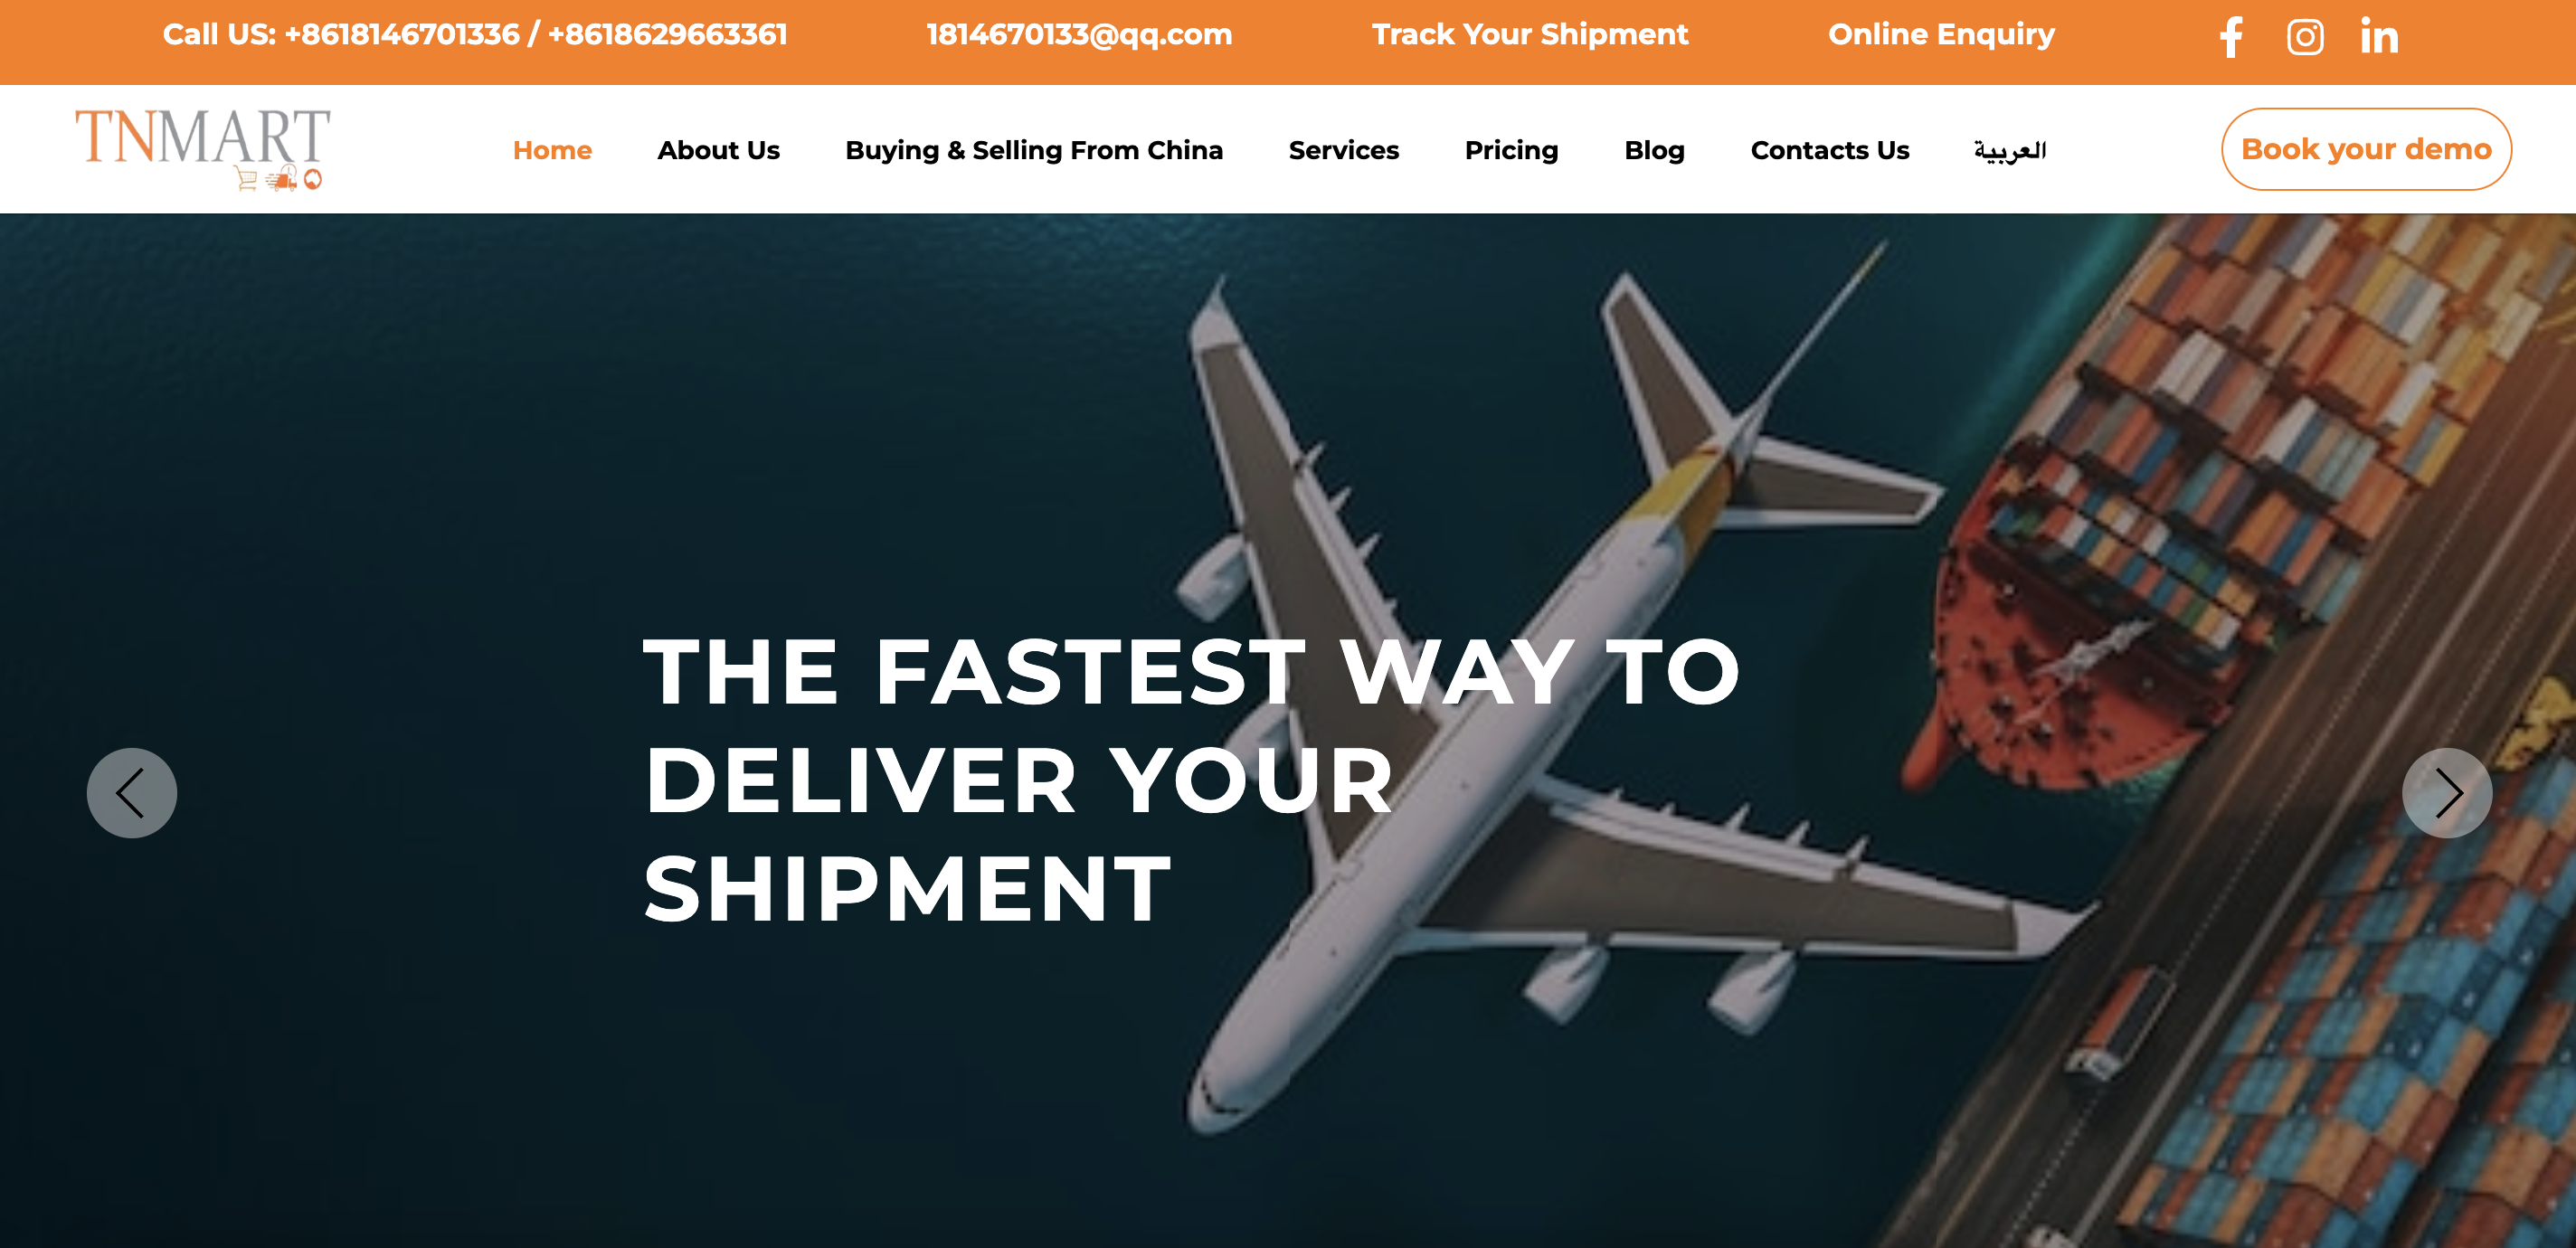 Call US: +8618146701336 / +8618629663361 1814670133@qq.com Track Your Shipment Online Enquiry
TNMART Home About Us Buying & Selling From China Services Pricing Blog Contacts Us العربية Book your demo
THE FASTEST WAY TO
DELIVER YOUR
SHIPMENT